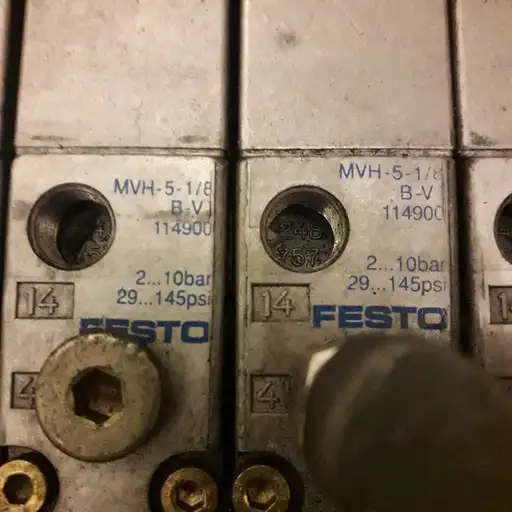 MVH-5-1/8
B-V
114900
2...10bar
29...145psi
14
FESTO
4
MVH-5-1/8
B-V
114900
248
757
2...10bar
29...145psi
14
FESTO
4